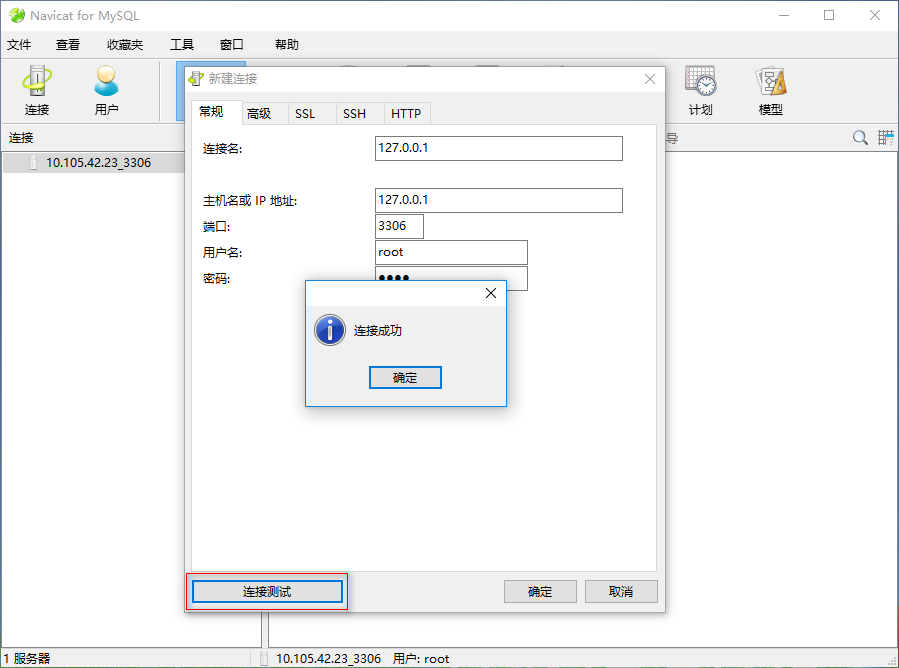 Navicat for MySQL
文件 查看 收藏夹 工具 窗口 帮助
连接 用户 计划 模型
连接
导
10.105.42.23_3306
新建连接
常规 高级 SSL SSH HTTP
连接名: 127.0.0.1
主机名或 IP 地址: 127.0.0.1
端口: 3306
用户名: root
密码: ●●●●
连接成功
确定
连接测试 确定 取消
1 服务器 10.105.42.23_3306 用户: root